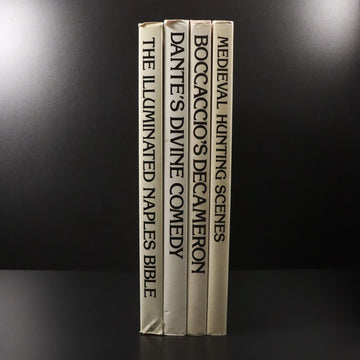 THE ILLUMINATED NAPLES BIBLE
DANTE'S DIVINE COMEDY
BOCCACCIO'S DECAMERON
MEDIEVAL HUNTING SCENES